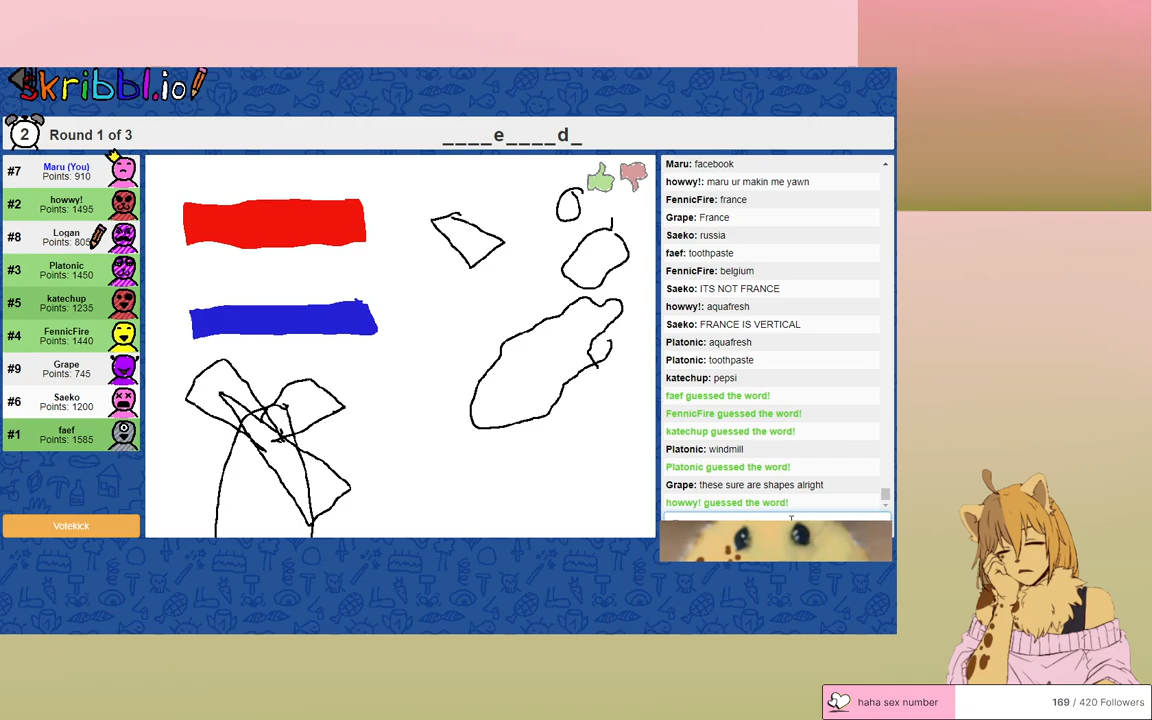 skribbl.io
2
Round 1 of 3
____e____d_
#7 Maru (You)
Points: 910
#2 howwy!
Points: 1495
#8 Logan
Points: 805
#3 Platonic
Points: 1450
#5 katechup
Points: 1235
#4 FennicFire
Points: 1440
#9 Grape
Points: 745
#6 Saeko
Points: 1200
#1 faef
Points: 1585
Votekick
Maru: facebook
howwy!: maru ur makin me yawn
FennicFire: france
Grape: France
Saeko: russia
faef: toothpaste
FennicFire: belgium
Saeko: ITS NOT FRANCE
howwy!: aquafresh
Saeko: FRANCE IS VERTICAL
Platonic: aquafresh
Platonic: toothpaste
katechup: pepsi
faef guessed the word!
FennicFire guessed the word!
katechup guessed the word!
Platonic: windmill
Platonic guessed the word!
Grape: these sure are shapes alright
howwy! guessed the word!
haha sex number
169 / 420 Followers